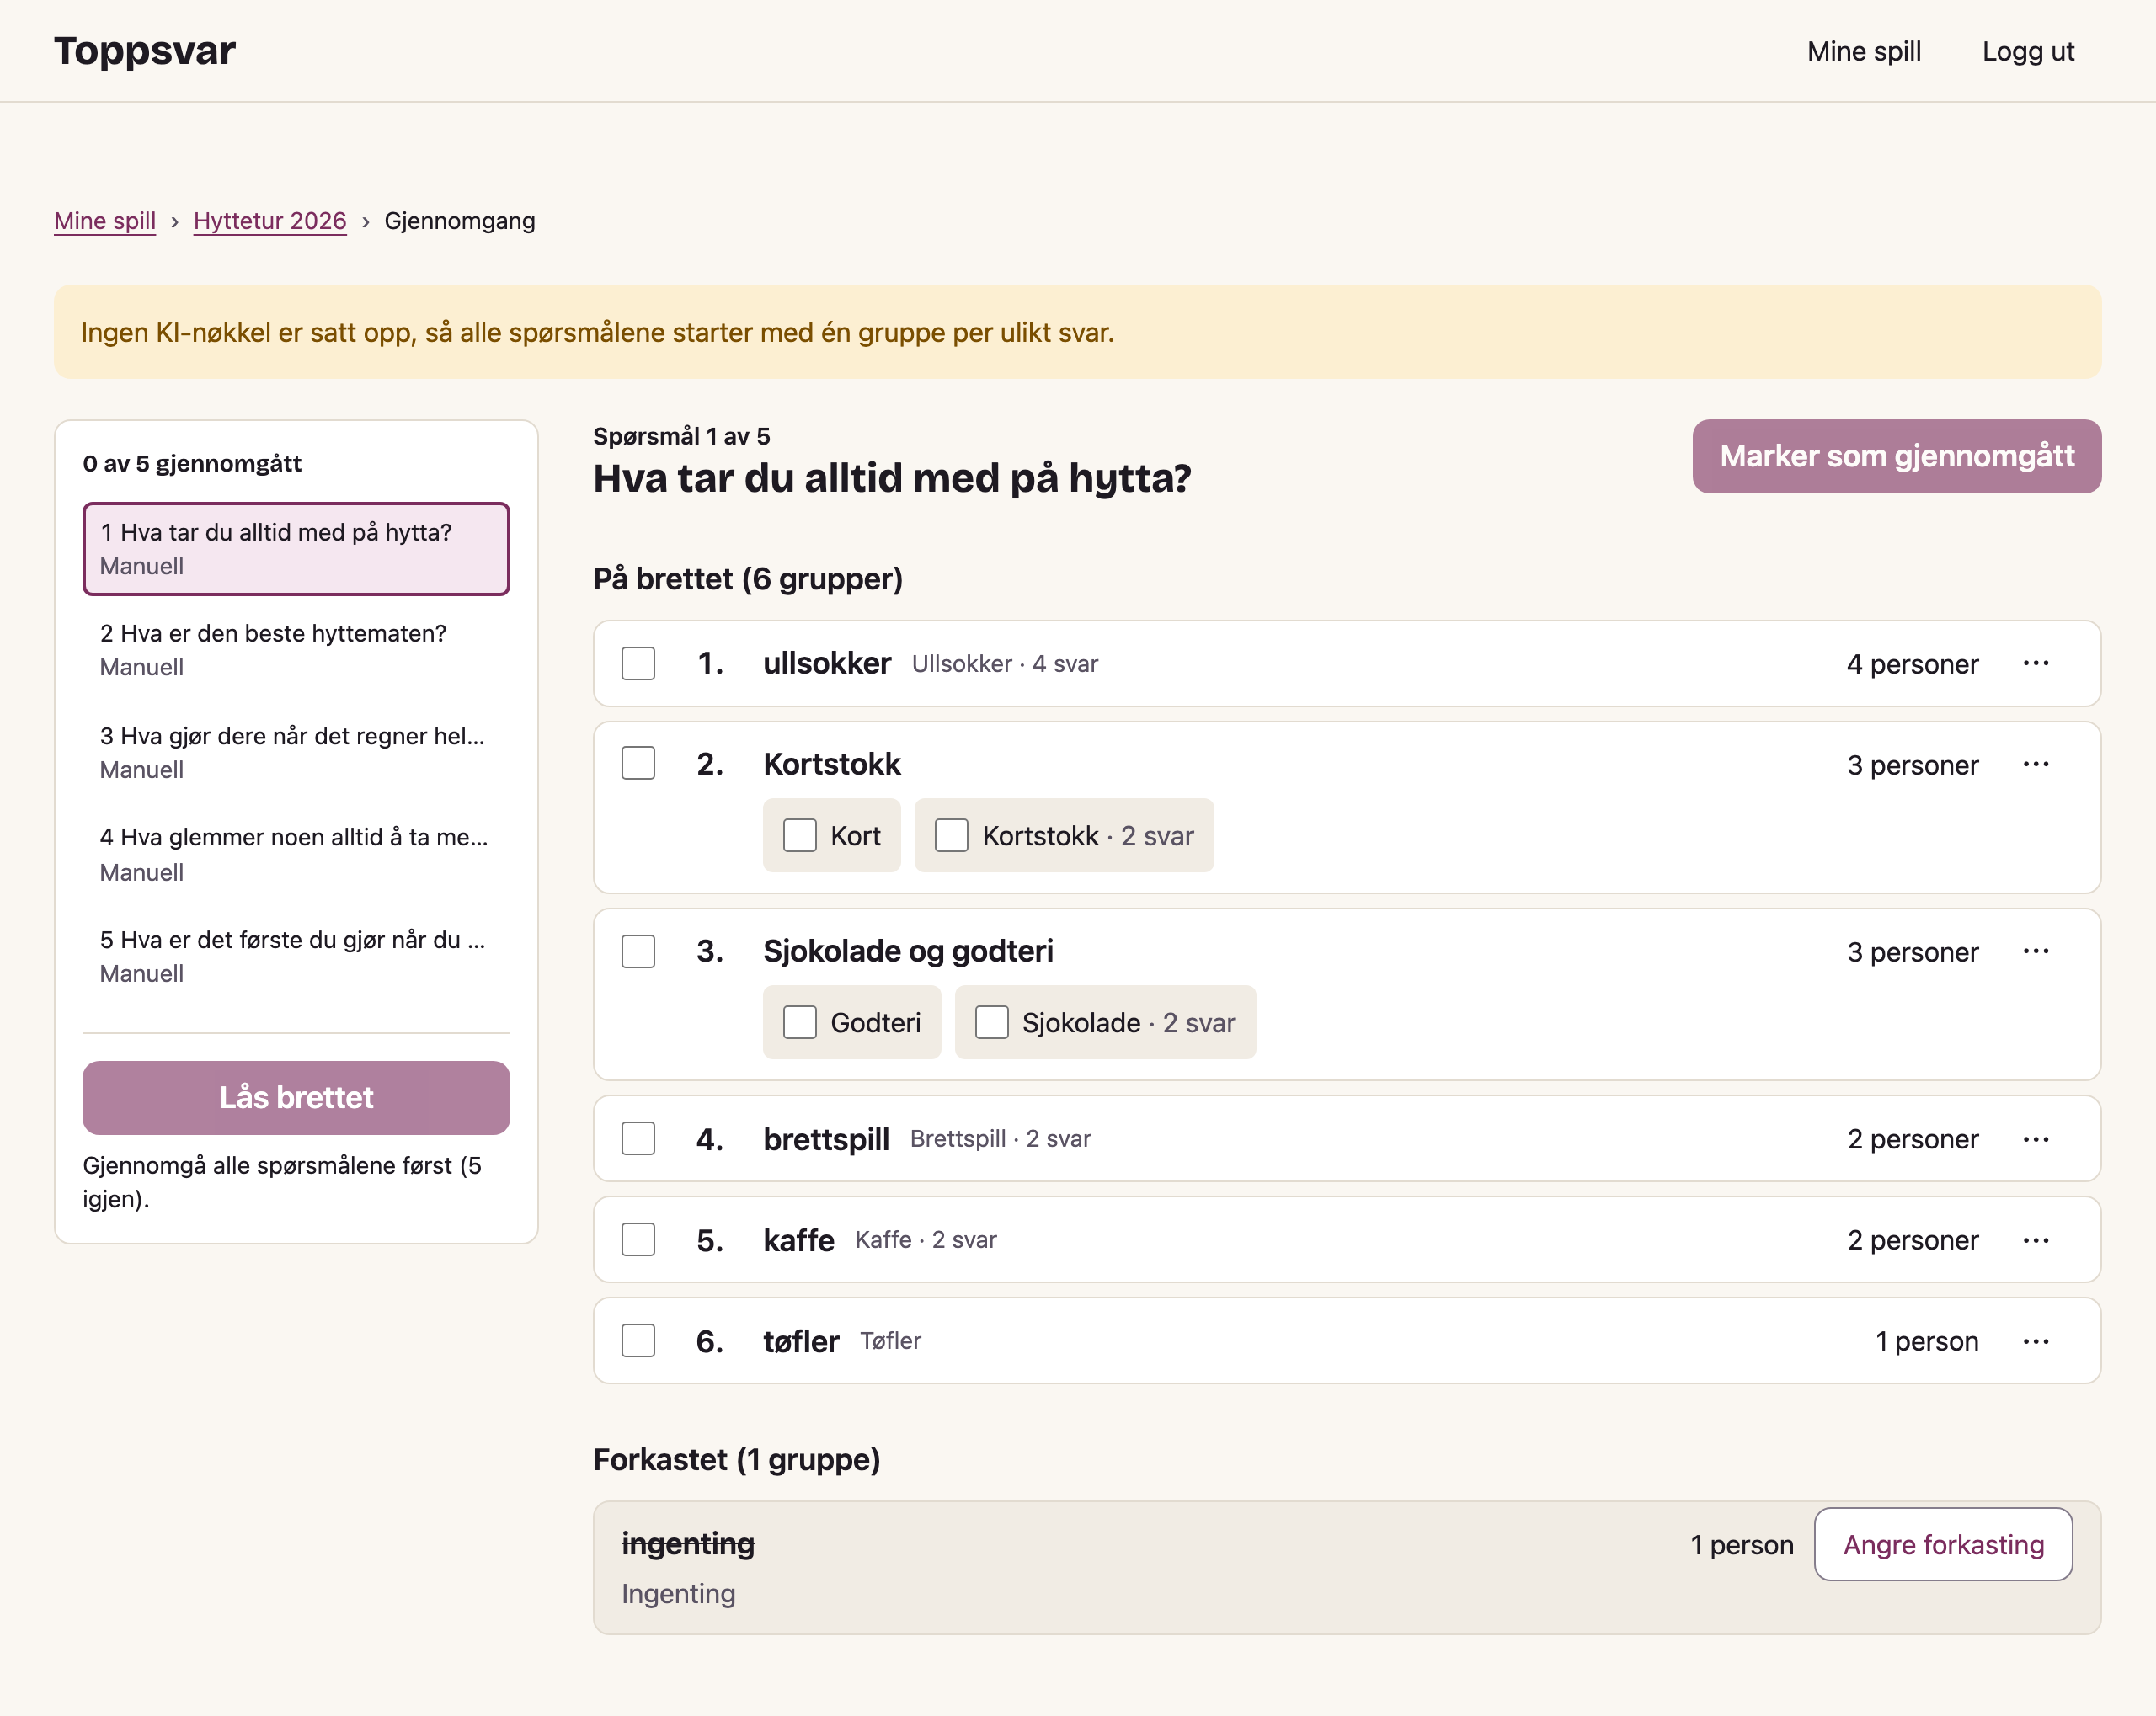 Toppsvar
Mine spill
Logg ut
Mine spill › Hyttetur 2026 › Gjennomgang
Ingen KI-nøkkel er satt opp, så alle spørsmålene starter med én gruppe per ulikt svar.
0 av 5 gjennomgått
1 Hva tar du alltid med på hytta?
Manuell
2 Hva er den beste hyttematen?
Manuell
3 Hva gjør dere når det regner hel...
Manuell
4 Hva glemmer noen alltid å ta me...
Manuell
5 Hva er det første du gjør når du ...
Manuell
Lås brettet
Gjennomgå alle spørsmålene først (5
igjen).
Spørsmål 1 av 5
Hva tar du alltid med på hytta?
Marker som gjennomgått
På brettet (6 grupper)
1. ullsokker Ullsokker · 4 svar 4 personer ···
2. Kortstokk 3 personer ···
Kort Kortstokk · 2 svar
3. Sjokolade og godteri 3 personer ···
Godteri Sjokolade · 2 svar
4. brettspill Brettspill · 2 svar 2 personer ···
5. kaffe Kaffe · 2 svar 2 personer ···
6. tøfler Tøfler 1 person ···
Forkastet (1 gruppe)
ingenting 1 person Angre forkasting
Ingenting